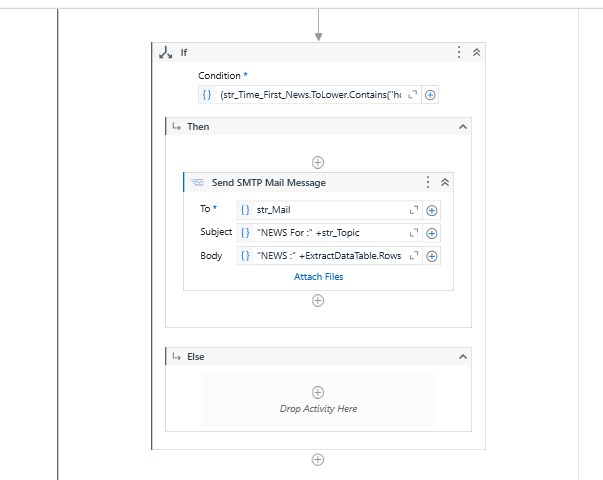 If
Condition *
(str_Time_First_News.ToLower.Contains("h
Then
Send SMTP Mail Message
To * str_Mail
Subject "NEWS For :" +str_Topic
Body "NEWS :" +ExtractDataTable.Rows
Attach Files
Else
Drop Activity Here